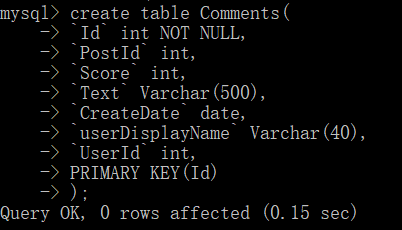 mysql> create table Comments(
    -> `Id` int NOT NULL,
    -> `PostId` int,
    -> `Score` int,
    -> `Text` Varchar(500),
    -> `CreateDate` date,
    -> `userDisplayName` Varchar(40),
    -> `UserId` int,
    -> PRIMARY KEY(Id)
    -> );
Query OK, 0 rows affected (0.15 sec)